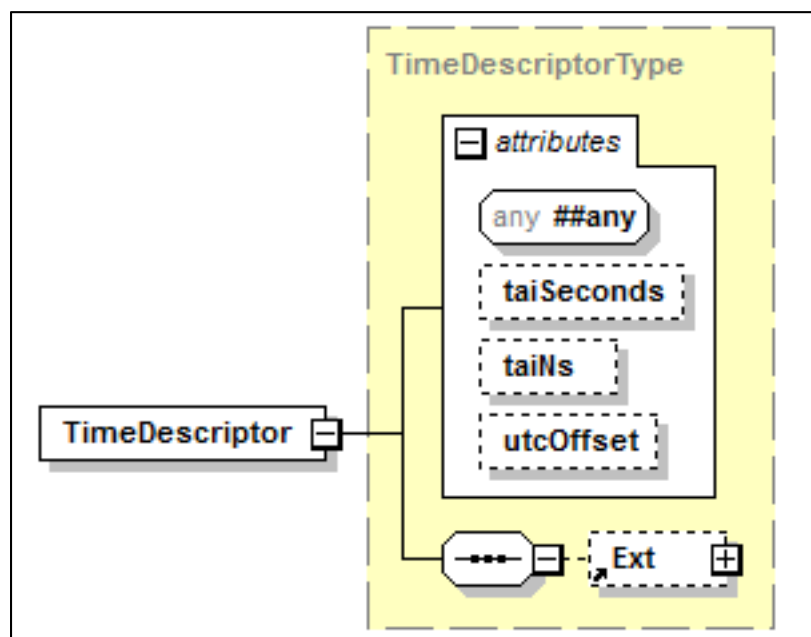 TimeDescriptorType
attributes
any ##any
taiSeconds
taiNs
utcOffset
TimeDescriptor
Ext